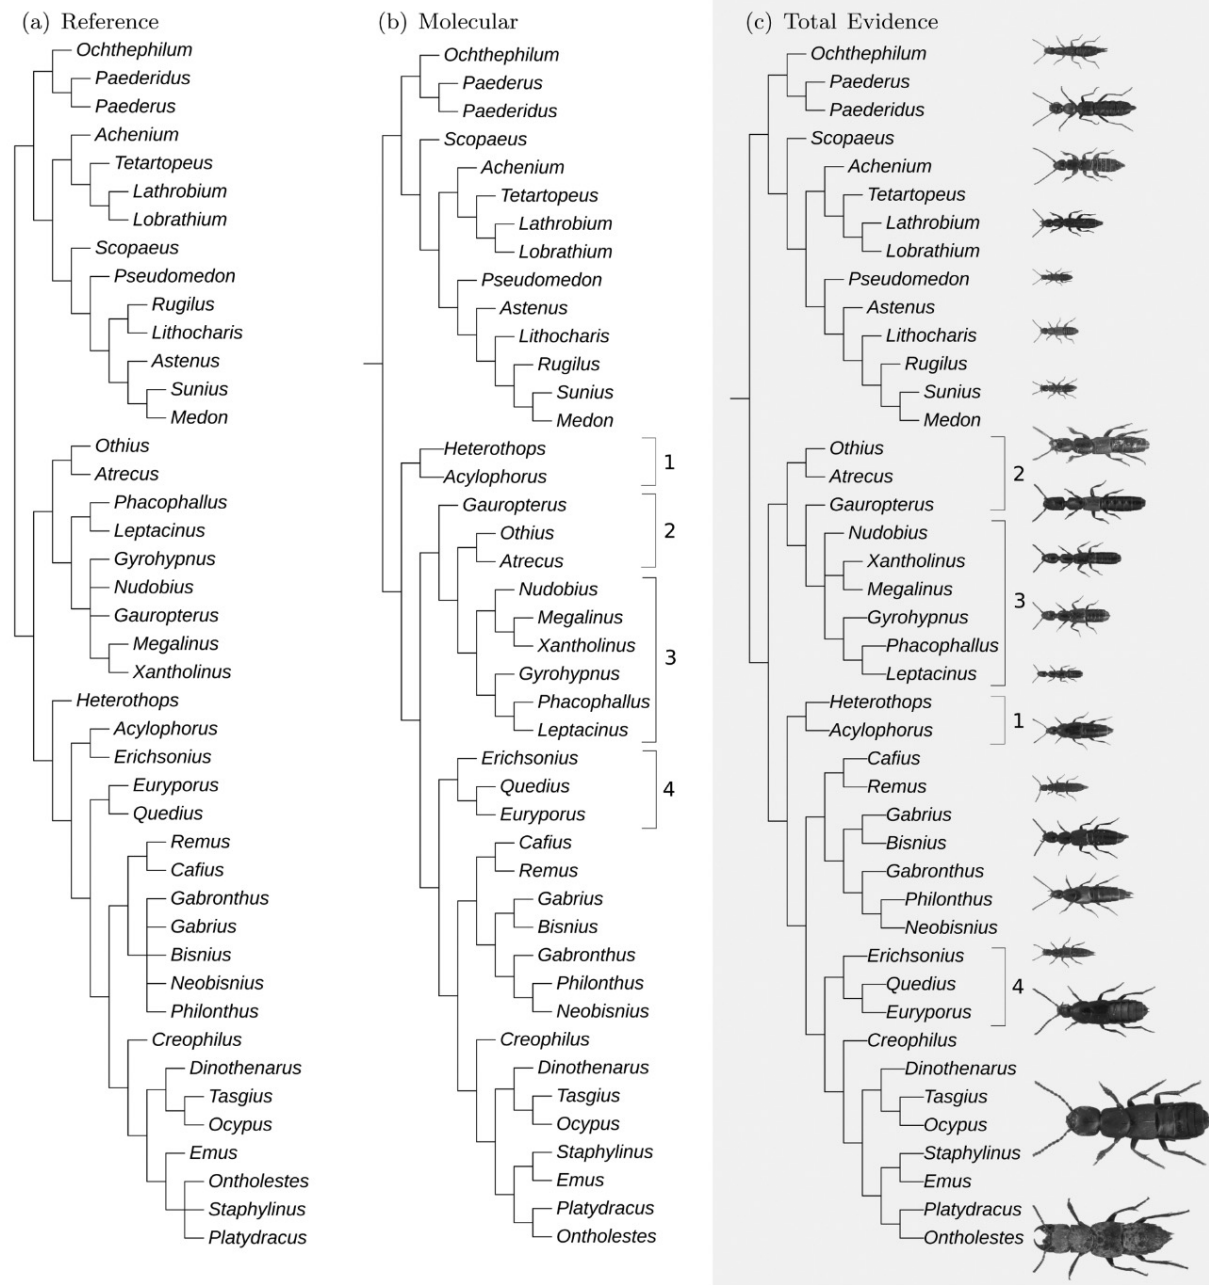 (a) Reference
Ochthephilum
Paederidus
Paederus
Achenium
Tetartopeus
Lathrobium
Lobrathium
Scopaeus
Pseudomedon
Rugilus
Lithocharis
Astenus
Sunius
Medon
Othius
Atrecus
Phacophallus
Leptacinus
Gyrohypnus
Nudobius
Gauropterus
Megalinus
Xantholinus
Heterothops
Acylophorus
Erichsonius
Euryporus
Quedius
Remus
Cafius
Gabronthus
Gabrius
Bisnius
Neobisnius
Philonthus
Creophilus
Dinothenarus
Tasgius
Ocypus
Emus
Ontholestes
Staphylinus
Platydracus
(b) Molecular
Ochthephilum
Paederus
Paederidus
Scopaeus
Achenium
Tetartopeus
Lathrobium
Lobrathium
Pseudomedon
Astenus
Lithocharis
Rugilus
Sunius
Medon
Heterothops
1
Acylophorus
Gauropterus
2
Othius
Atrecus
Nudobius
Megalinus
Xantholinus
3
Gyrohypnus
Phacophallus
Leptacinus
Erichsonius
Quedius
4
Euryporus
Cafius
Remus
Gabrius
Bisnius
Gabronthus
Philonthus
Neobisnius
Creophilus
Dinothenarus
Tasgius
Ocypus
Staphylinus
Emus
Platydracus
Ontholestes
(c) Total Evidence
Ochthephilum
Paederus
Paederidus
Scopaeus
Achenium
Tetartopeus
Lathrobium
Lobrathium
Pseudomedon
Astenus
Lithocharis
Rugilus
Sunius
Medon
Othius
2
Atrecus
Gauropterus
Nudobius
Xantholinus
Megalinus
3
Gyrohypnus
Phacophallus
Leptacinus
Heterothops
1
Acylophorus
Cafius
Remus
Gabrius
Bisnius
Gabronthus
Philonthus
Neobisnius
Erichsonius
Quedius
4
Euryporus
Creophilus
Dinothenarus
Tasgius
Ocypus
Staphylinus
Emus
Platydracus
Ontholestes